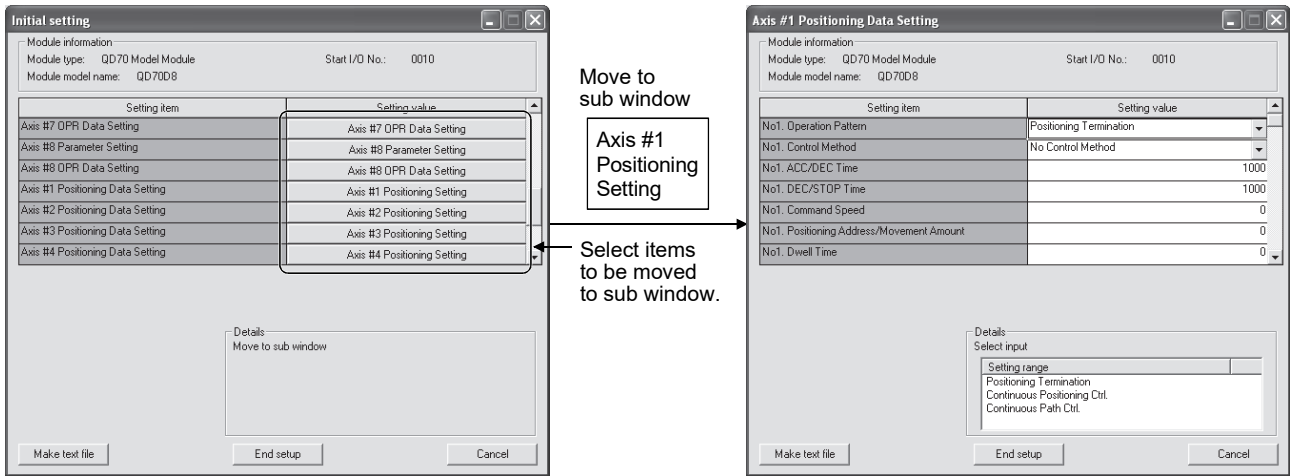 Initial setting
Module information
Module type: QD70 Model Module Start I/O No.: 0010
Module model name: QD70D8
Setting item Setting value
Axis #7 OPR Data Setting Axis #7 OPR Data Setting
Axis #8 Parameter Setting Axis #8 Parameter Setting
Axis #8 OPR Data Setting Axis #8 OPR Data Setting
Axis #1 Positioning Data Setting Axis #1 Positioning Setting
Axis #2 Positioning Data Setting Axis #2 Positioning Setting
Axis #3 Positioning Data Setting Axis #3 Positioning Setting
Axis #4 Positioning Data Setting Axis #4 Positioning Setting
Details
Move to sub window
Make text file End setup Cancel
Move to
sub window
Axis #1
Positioning
Setting
Select items
to be moved
to sub window.
Axis #1 Positioning Data Setting
Module information
Module type: QD70 Model Module Start I/O No.: 0010
Module model name: QD70D8
Setting item Setting value
No1. Operation Pattern Positioning Termination
No1. Control Method No Control Method
No1. ACC/DEC Time 1000
No1. DEC/STOP Time 1000
No1. Command Speed 0
No1. Positioning Address/Movement Amount 0
No1. Dwell Time 0
Details
Select input
Setting range
Positioning Termination
Continuous Positioning Ctrl.
Continuous Path Ctrl.
Make text file End setup Cancel